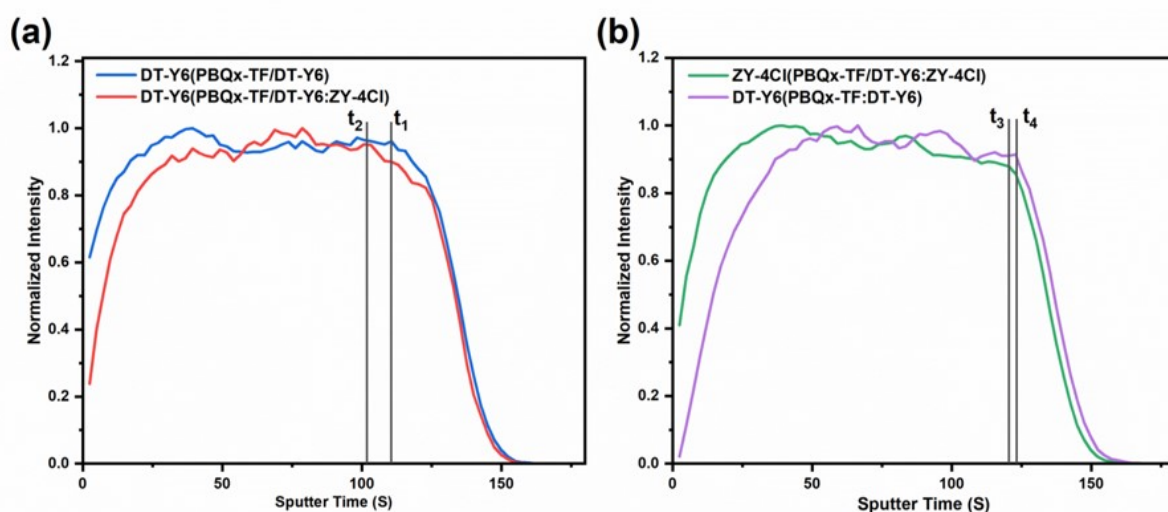 (a)
1.2
1.0
0.8
0.6
0.4
0.2
0.0
Normalized Intensity
DT-Y6(PBQx-TF/DT-Y6)
DT-Y6(PBQx-TF/DT-Y6:ZY-4Cl)
t2 t1
0 50 100 150
Sputter Time (S)
(b)
1.2
1.0
0.8
0.6
0.4
0.2
0.0
Normalized Intensity
ZY-4Cl(PBQx-TF/DT-Y6:ZY-4Cl)
DT-Y6(PBQx-TF:DT-Y6)
t3 t4
0 50 100 150
Sputter Time (S)